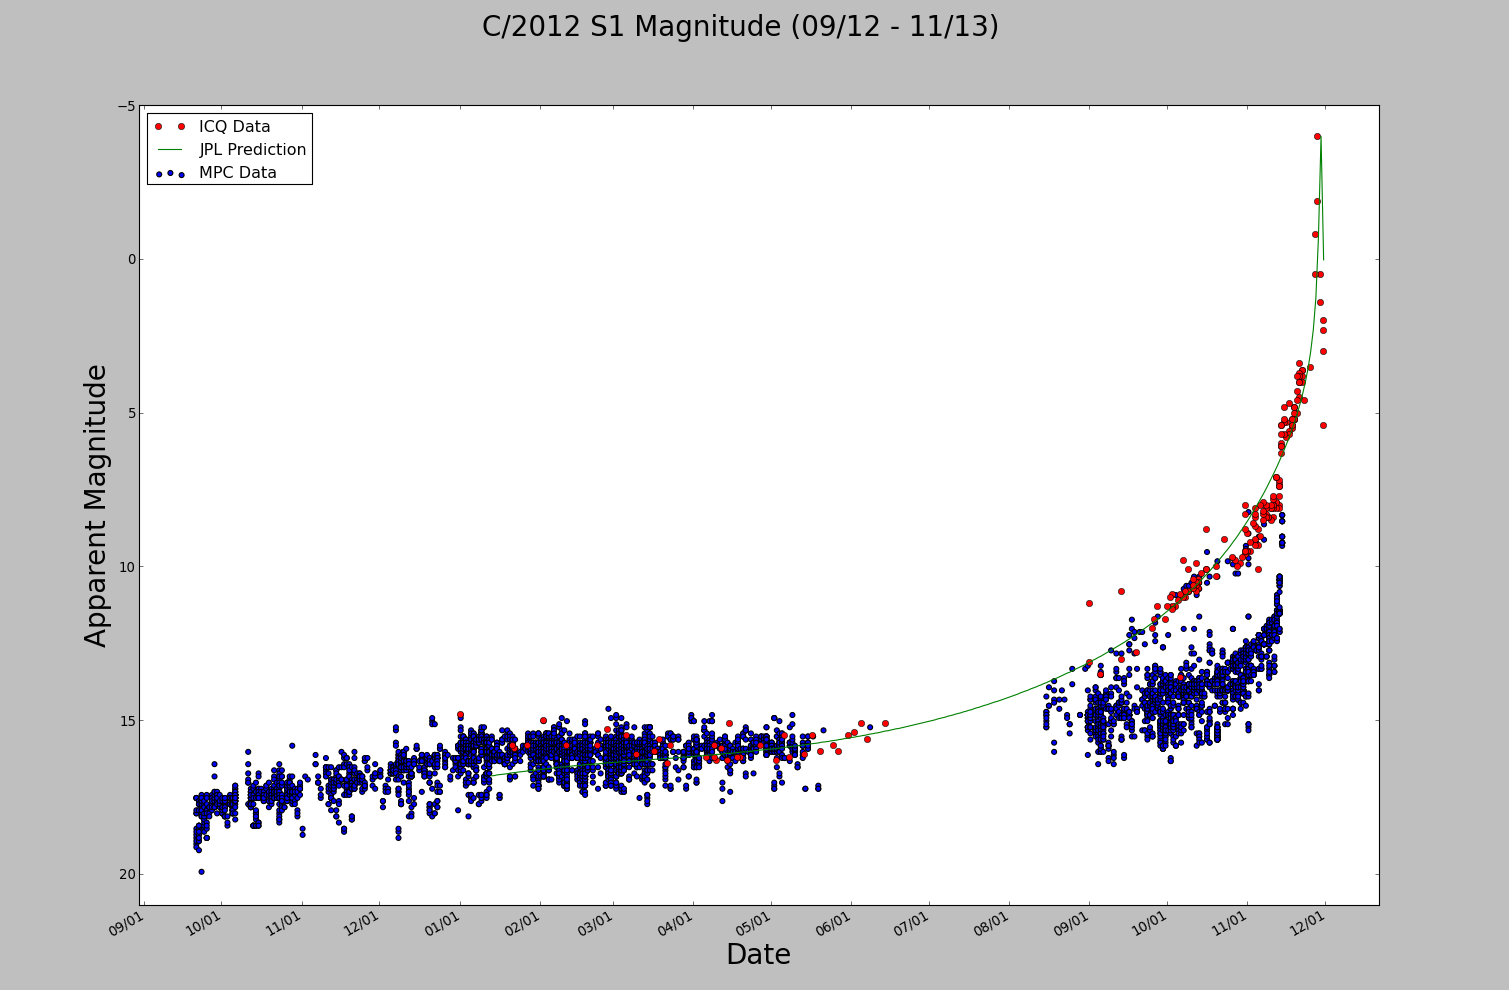 C/2012 S1 Magnitude (09/12 - 11/13)
ICQ Data
JPL Prediction
MPC Data
Apparent Magnitude
−5
0
5
10
15
20
09/01 10/01 11/01 12/01 01/01 02/01 03/01 04/01 05/01 06/01 07/01 08/01 09/01 10/01 11/01 12/01
Date